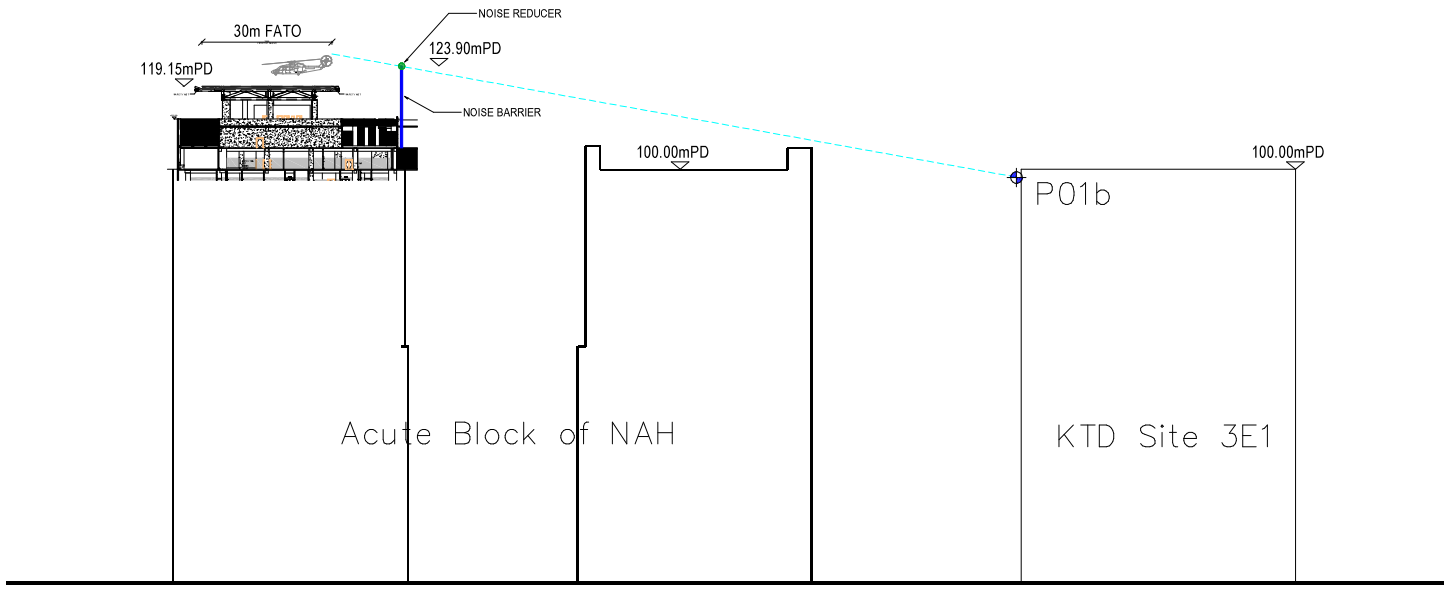 NOISE REDUCER
30m FATO
123.90mPD
119.15mPD
NOISE BARRIER
100.00mPD
100.00mPD
P01b
Acute Block of NAH
KTD Site 3E1